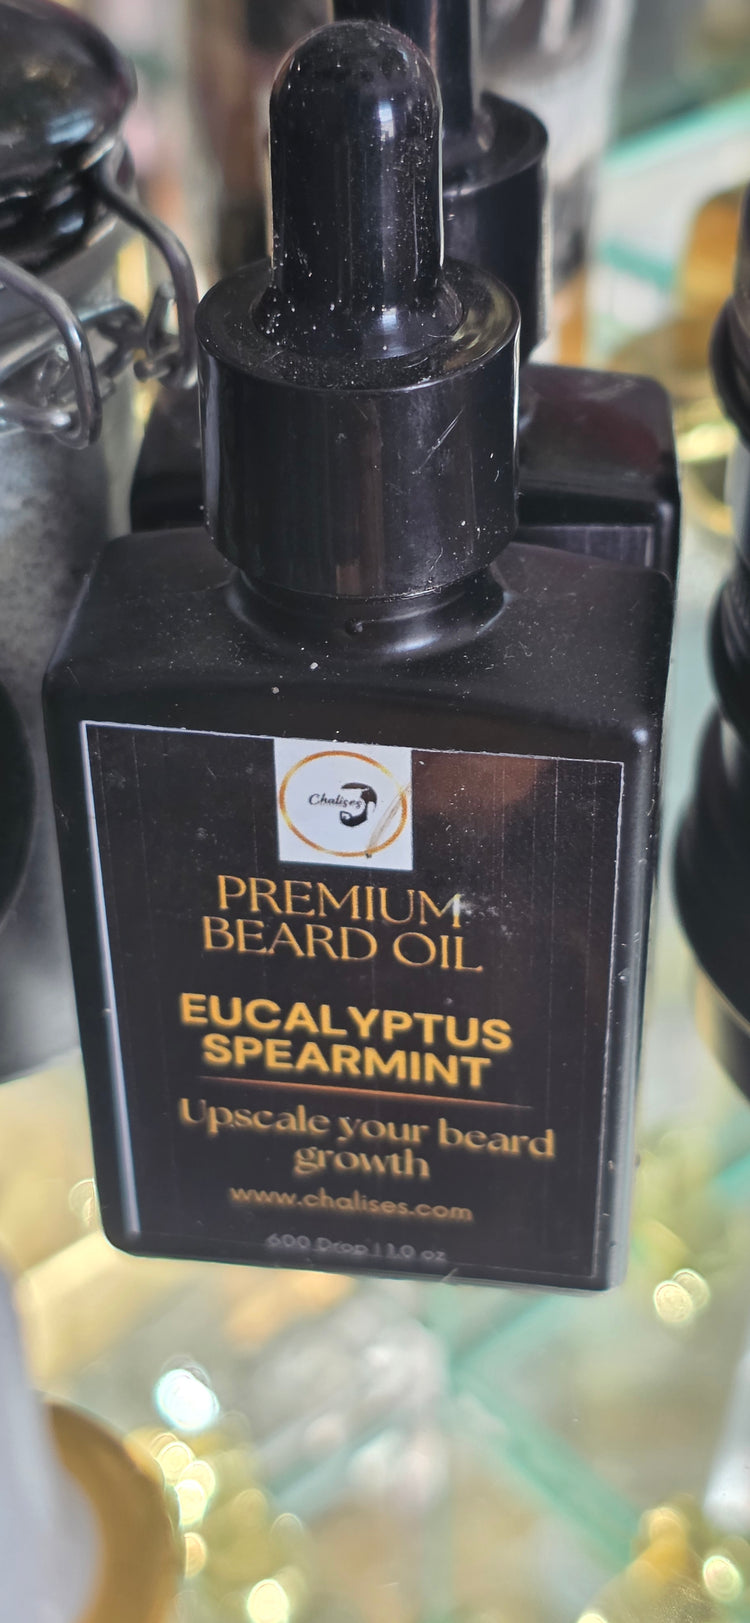 Chalises
PREMIUM
BEARD OIL
EUCALYPTUS
SPEARMINT
Upscale your beard
growth
www.chalises.com
600 Drop | 1.0 oz